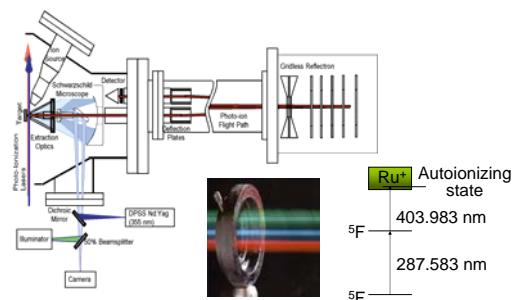 Ion
Source
Schwarzschild
Microscope
Detector
Gridless Reflectron
Target
Extraction
Optics
Deflection
Plates
Photo-ion
Flight Path
Photo-Ionization
Lasers
Dichroic
Mirror
DPSS Nd Yag
(355 nm)
Illuminator
50% Beamsplitter
Camera
Ru⁺
Autoionizing
state
403.983 nm
⁵F
287.583 nm
⁵F